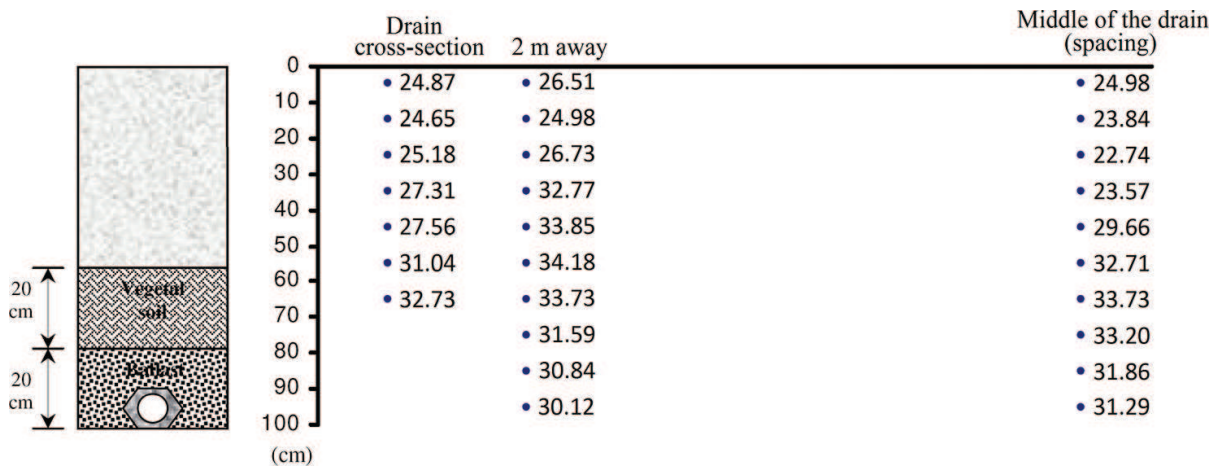 Drain
cross-section
2 m away
Middle of the drain
(spacing)
0
24.87 26.51 24.98
10
24.65 24.98 23.84
20
25.18 26.73 22.74
30
27.31 32.77 23.57
40
27.56 33.85 29.66
50
31.04 34.18 32.71
60
32.73 33.73 33.73
70
31.59 33.20
80
30.84 31.86
90
30.12 31.29
100
(cm)
20
cm
Vegetal
soil
20
cm
Ballast